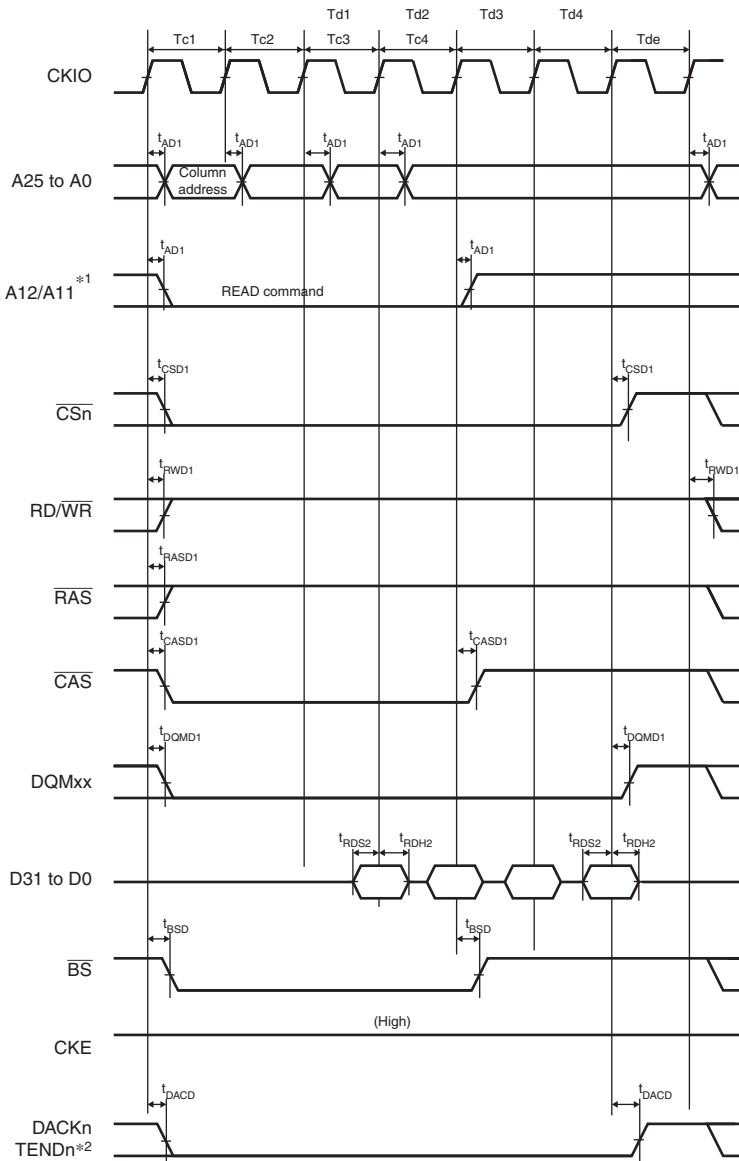 Td1 Td2 Td3 Td4
Tc1 Tc2 Tc3 Tc4 Tde
CKIO
tAD1 tAD1 tAD1 tAD1 tAD1
A25 to A0
Column
address
tAD1 tAD1
A12/A11*1
READ command
tCSD1 tCSD1
CSn
tRWD1 tRWD1
RD/WR
tRASD1
RAS
tCASD1 tCASD1
CAS
tDQMD1 tDQMD1
DQMxx
tRDS2 tRDH2 tRDS2 tRDH2
D31 to D0
tBSD tBSD
BS
(High)
CKE
tDACD tDACD
DACKn
TENDn*2